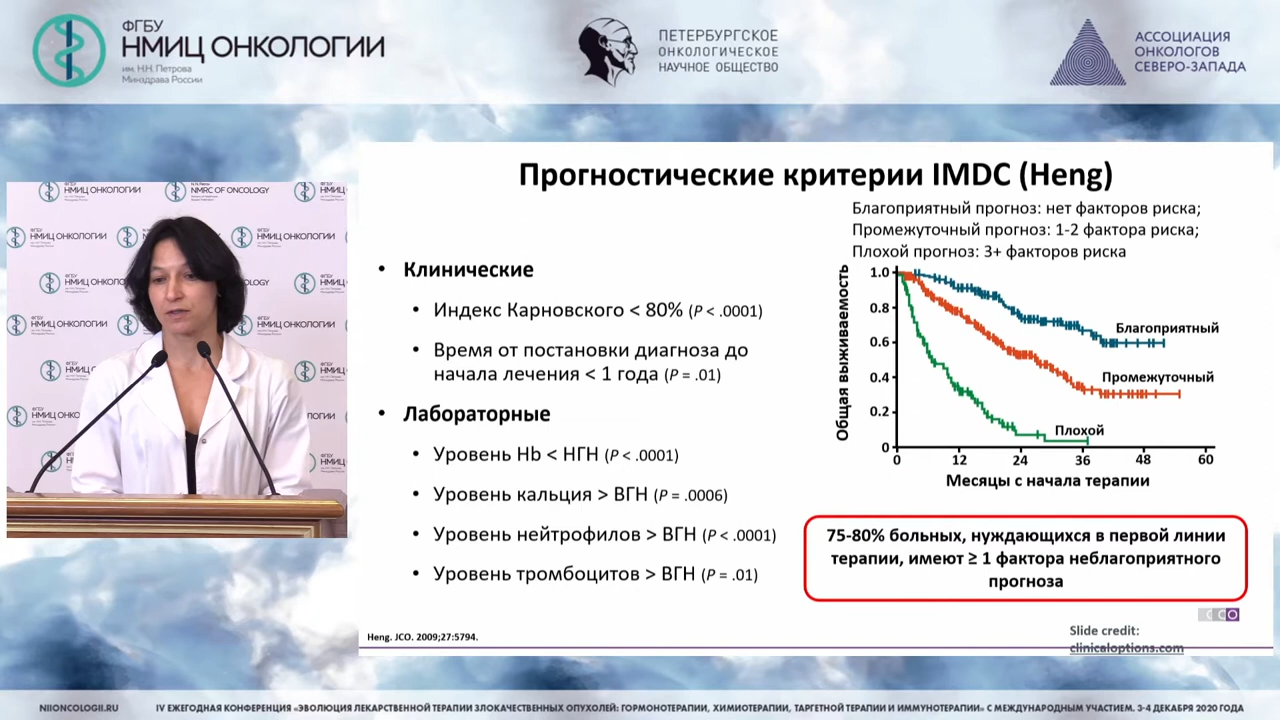 ФГБУ
НМИЦ ОНКОЛОГИИ
им. Н.Н. Петрова
Минздрава России
ПЕТЕРБУРГСКОЕ
ОНКОЛОГИЧЕСКОЕ
НАУЧНОЕ ОБЩЕСТВО
АССОЦИАЦИЯ
ОНКОЛОГОВ
СЕВЕРО-ЗАПАДА
НМИЦ ОНКОЛОГИИ
NMRC OF ONCOLOGY
Прогностические критерии IMDC (Heng)
Благоприятный прогноз: нет факторов риска;
Промежуточный прогноз: 1-2 фактора риска;
Плохой прогноз: 3+ факторов риска
• Клинические
• Индекс Карновского < 80% (P < .0001)
• Время от постановки диагноза до
начала лечения < 1 года (P = .01)
• Лабораторные
• Уровень Hb < НГН (P < .0001)
• Уровень кальция > ВГН (P = .0006)
• Уровень нейтрофилов > ВГН (P < .0001)
• Уровень тромбоцитов > ВГН (P = .01)
Общая выживаемость
1.0
0.8
0.6
0.4
0.2
0
Благоприятный
Промежуточный
Плохой
0 12 24 36 48 60
Месяцы с начала терапии
75-80% больных, нуждающихся в первой линии
терапии, имеют ≥ 1 фактора неблагоприятного
прогноза
CCO
Heng. JCO. 2009;27:5794.
Slide credit:
clinicaloptions.com
NIIONCOLOGII.RU
IV ЕЖЕГОДНАЯ КОНФЕРЕНЦИЯ «ЭВОЛЮЦИЯ ЛЕКАРСТВЕННОЙ ТЕРАПИИ ЗЛОКАЧЕСТВЕННЫХ ОПУХОЛЕЙ: ГОРМОНОТЕРАПИИ, ХИМИОТЕРАПИИ, ТАРГЕТНОЙ ТЕРАПИИ И ИММУНОТЕРАПИИ» С МЕЖДУНАРОДНЫМ УЧАСТИЕМ. 3-4 ДЕКАБРЯ 2020 ГОДА